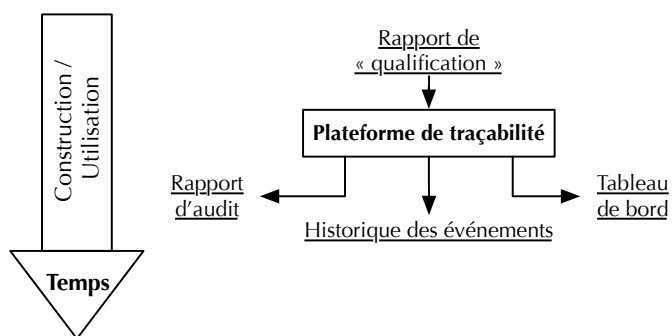 Construction /
Utilisation
Temps
Rapport de
« qualification »
Plateforme de traçabilité
Rapport
d’audit
Historique des événements
Tableau
de bord